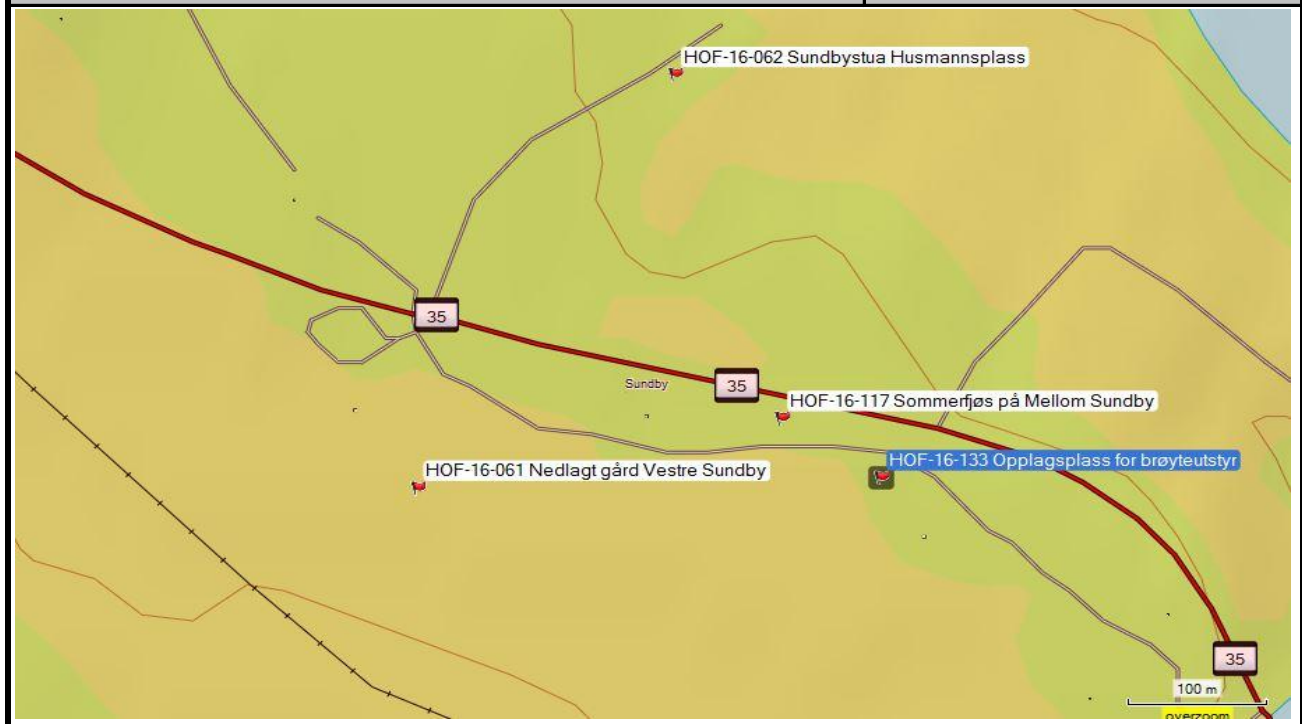 HOF-16-062 Sundbystua Husmannsplass
35
Sundby
35
HOF-16-117 Sommerfjøs på Mellom Sundby
HOF-16-133 Opplagsplass for brøyteutstyr
HOF-16-061 Nedlagt gård Vestre Sundby
35
100 m
overzoom